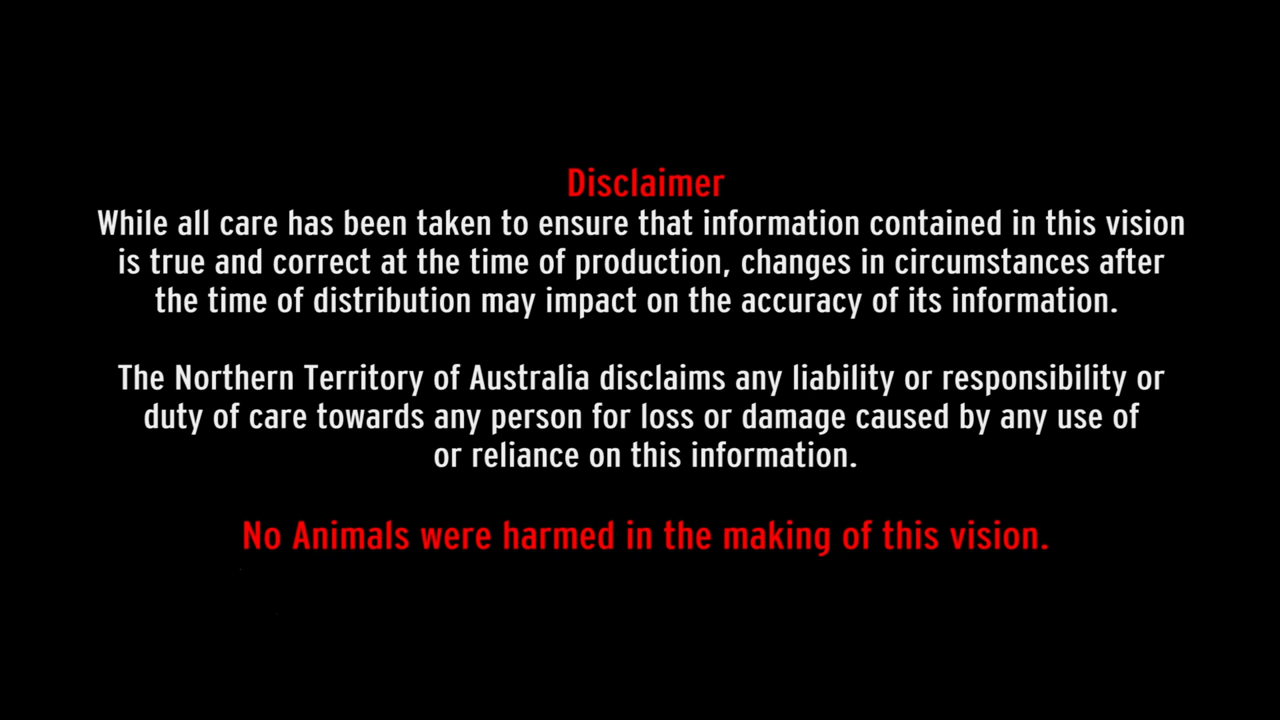 Disclaimer
While all care has been taken to ensure that information contained in this vision
is true and correct at the time of production, changes in circumstances after
the time of distribution may impact on the accuracy of its information.
The Northern Territory of Australia disclaims any liability or responsibility or
duty of care towards any person for loss or damage caused by any use of
or reliance on this information.
No Animals were harmed in the making of this vision.